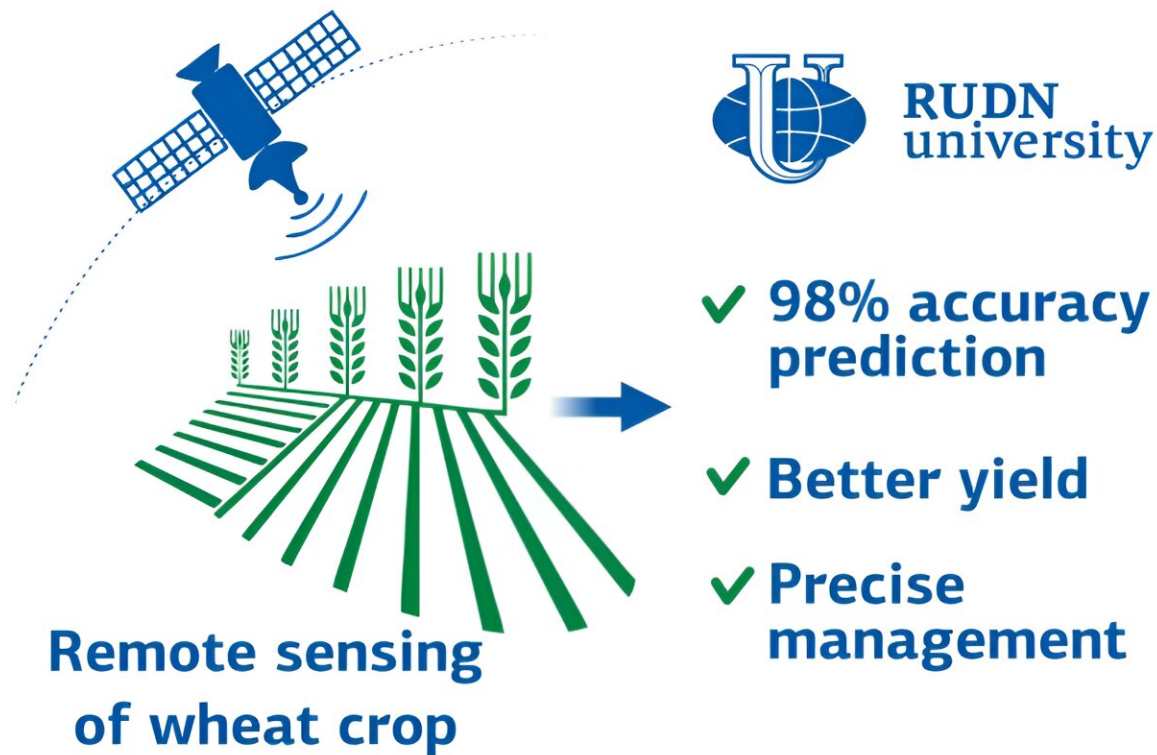 RUDN
university
98% accuracy
prediction
Better yield
Precise
management
Remote sensing
of wheat crop